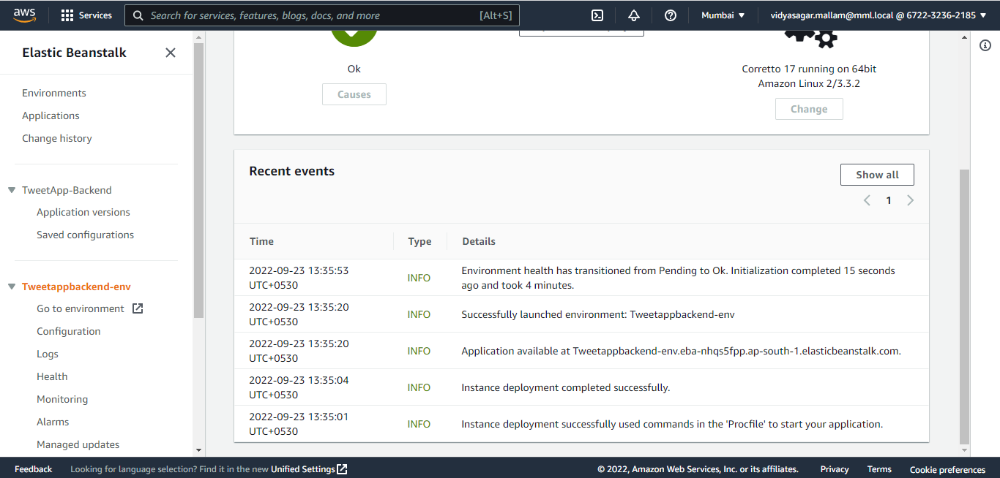 aws
Services
Search for services, features, blogs, docs, and more
[Alt+S]
Mumbai
vidyasagar.mallam@mml.local @ 6722-3236-2185
Elastic Beanstalk
Environments
Applications
Change history
TweetApp-Backend
Application versions
Saved configurations
Tweetappbackend-env
Go to environment
Configuration
Logs
Health
Monitoring
Alarms
Managed updates
Ok
Causes
Corretto 17 running on 64bit
Amazon Linux 2/3.3.2
Change
Recent events
Show all
1
Time Type Details
2022-09-23 13:35:53
UTC+0530
INFO
Environment health has transitioned from Pending to Ok. Initialization completed 15 seconds
ago and took 4 minutes.
2022-09-23 13:35:20
UTC+0530
INFO
Successfully launched environment: Tweetappbackend-env
2022-09-23 13:35:20
UTC+0530
INFO
Application available at Tweetappbackend-env.eba-nhqs5fpp.ap-south-1.elasticbeanstalk.com.
2022-09-23 13:35:04
UTC+0530
INFO
Instance deployment completed successfully.
2022-09-23 13:35:01
UTC+0530
INFO
Instance deployment successfully used commands in the 'Procfile' to start your application.
Feedback
Looking for language selection? Find it in the new Unified Settings
© 2022, Amazon Web Services, Inc. or its affiliates.
Privacy
Terms
Cookie preferences